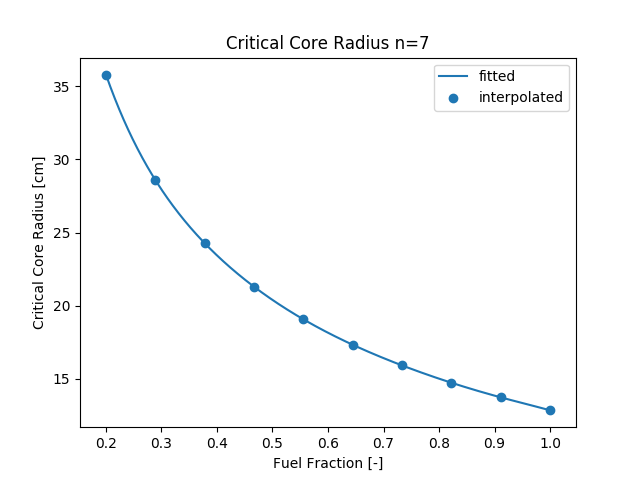 Critical Core Radius n=7
fitted
interpolated
Critical Core Radius [cm]
35
30
25
20
15
0.2 0.3 0.4 0.5 0.6 0.7 0.8 0.9 1.0
Fuel Fraction [-]